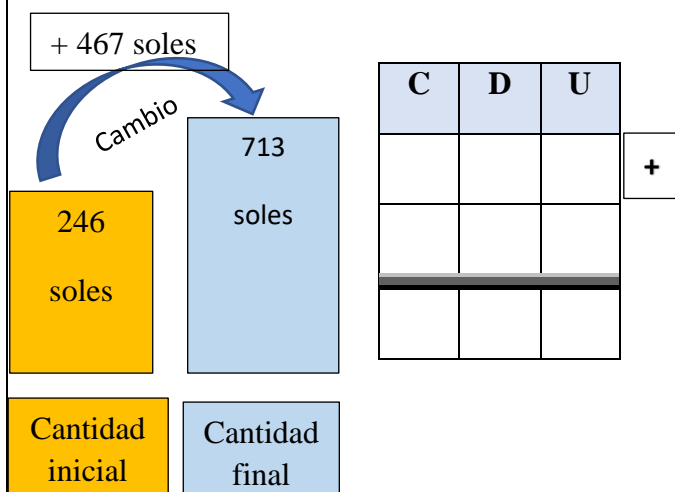 + 467 soles
Cambio
246
soles
713
soles
Cantidad
inicial
Cantidad
final
C D U
+